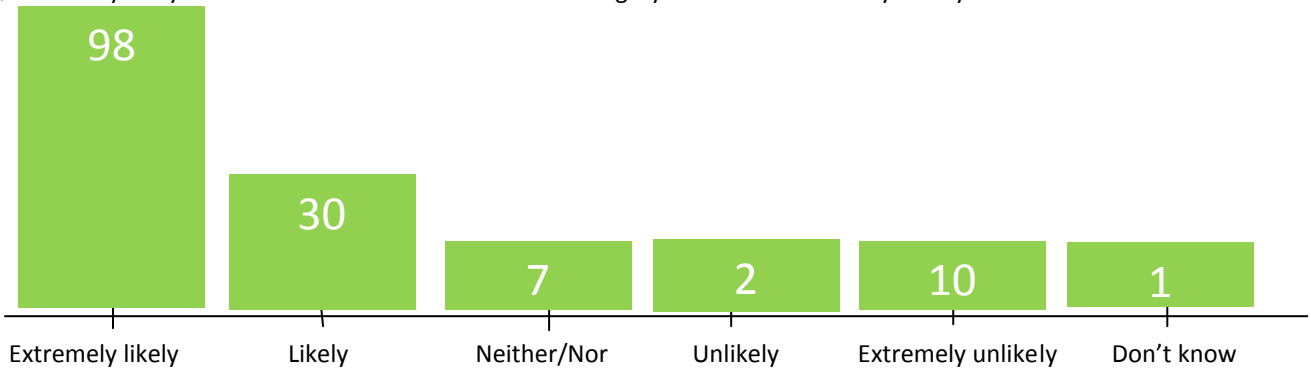 98
30
7
2
10
1
Extremely likely
Likely
Neither/Nor
Unlikely
Extremely unlikely
Don’t know